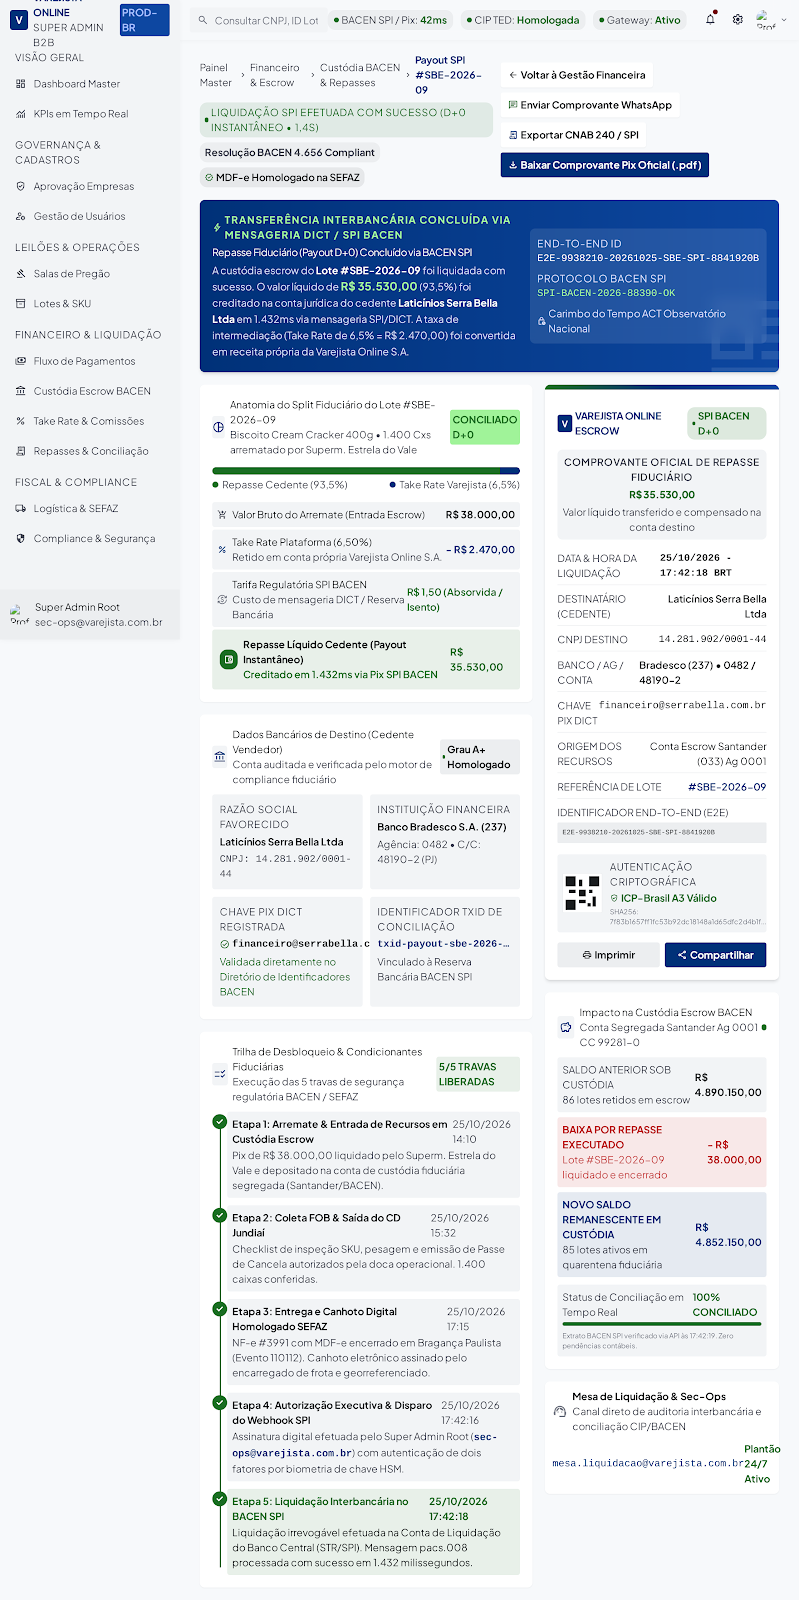 ONLINE
SUPER ADMIN
B2B
PROD-
BR
VISÃO GERAL
Dashboard Master
KPIs em Tempo Real
GOVERNANÇA &
CADASTROS
Aprovação Empresas
Gestão de Usuários
LEILÕES & OPERAÇÕES
Salas de Pregão
Lotes & SKU
FINANCEIRO & LIQUIDAÇÃO
Fluxo de Pagamentos
Custódia Escrow BACEN
Take Rate & Comissões
Repasses & Conciliação
FISCAL & COMPLIANCE
Logística & SEFAZ
Compliance & Segurança
Super Admin Root
sec-ops@varejista.com.br
Consultar CNPJ, ID Lot
BACEN SPI / Pix: 42ms
CIP TED: Homologada
Gateway: Ativo
Painel
Master
Financeiro
& Escrow
Custódia BACEN
& Repasses
Payout SPI
#SBE-2026-
09
LIQUIDAÇÃO SPI EFETUADA COM SUCESSO (D+0
INSTANTÂNEO • 1,4S)
Resolução BACEN 4.656 Compliant
MDF-e Homologado na SEFAZ
Voltar à Gestão Financeira
Enviar Comprovante WhatsApp
Exportar CNAB 240 / SPI
Baixar Comprovante Pix Oficial (.pdf)
TRANSFERÊNCIA INTERBANCÁRIA CONCLUÍDA VIA
MENSAGERIA DICT / SPI BACEN
Repasse Fiduciário (Payout D+0) Concluído via BACEN SPI
A custódia escrow do Lote #SBE-2026-09 foi liquidada com
sucesso. O valor líquido de R$ 35.530,00 (93,5%) foi
creditado na conta jurídica do cedente Laticínios Serra Bella
Ltda em 1.432ms via mensageria SPI/DICT. A taxa de
intermediação (Take Rate de 6,5% = R$ 2.470,00) foi convertida
em receita própria da Varejista Online S.A.
END-TO-END ID
E2E-9938210-20261025-SBE-SPI-8841920B
PROTOCOLO BACEN SPI
SPI-BACEN-2026-88390-OK
Carimbo do Tempo ACT Observatório
Nacional
Anatomia do Split Fiduciário do Lote #SBE-
2026-09
Biscoito Cream Cracker 400g • 1.400 Cxs
arrematado por Superm. Estrela do Vale
CONCILIADO
D+0
Repasse Cedente (93,5%)
Take Rate Varejista (6,5%)
Valor Bruto do Arremate (Entrada Escrow)
R$ 38.000,00
Take Rate Plataforma (6,50%)
Retido em conta própria Varejista Online S.A.
- R$ 2.470,00
Tarifa Regulatória SPI BACEN
Custo de mensageria DICT / Reserva
Bancária
R$ 1,50 (Absorvida /
Isento)
Repasse Líquido Cedente (Payout
Instantâneo)
Creditado em 1.432ms via Pix SPI BACEN
R$
35.530,00
Dados Bancários de Destino (Cedente
Vendedor)
Conta auditada e verificada pelo motor de
compliance fiduciário
Grau A+
Homologado
RAZÃO SOCIAL
FAVORECIDO
Laticínios Serra Bella Ltda
CNPJ: 14.281.902/0001-
44
INSTITUIÇÃO FINANCEIRA
Banco Bradesco S.A. (237)
Agência: 0482 • C/C:
48190-2 (PJ)
CHAVE PIX DICT
REGISTRADA
financeiro@serrabella.c
Validada diretamente no
Diretório de Identificadores
BACEN
IDENTIFICADOR TXID DE
CONCILIAÇÃO
txid-payout-sbe-2026-…
Vinculado à Reserva
Bancária BACEN SPI
Trilha de Desbloqueio & Condicionantes
Fiduciárias
Execução das 5 travas de segurança
regulatória BACEN / SEFAZ
5/5 TRAVAS
LIBERADAS
Etapa 1: Arremate & Entrada de Recursos em
Custódia Escrow
25/10/2026
14:10
Pix de R$ 38.000,00 liquidado pelo Superm. Estrela do
Vale e depositado na conta de custódia fiduciária
segregada (Santander/BACEN).
Etapa 2: Coleta FOB & Saída do CD
Jundiaí
25/10/2026
15:32
Checklist de inspeção SKU, pesagem e emissão de Passe
de Cancela autorizados pela doca operacional. 1.400
caixas conferidas.
Etapa 3: Entrega e Canhoto Digital
Homologado SEFAZ
25/10/2026
17:15
NF-e #3991 com MDF-e encerrado em Bragança Paulista
(Evento 110112). Canhoto eletrônico assinado pelo
encarregado de frota e georreferenciado.
Etapa 4: Autorização Executiva & Disparo
do Webhook SPI
25/10/2026
17:42:16
Assinatura digital efetuada pelo Super Admin Root (sec-
ops@varejista.com.br) com autenticação de dois
fatores por biometria de chave HSM.
Etapa 5: Liquidação Interbancária no
BACEN SPI
25/10/2026
17:42:18
Liquidação irrevogável efetuada na Conta de Liquidação
do Banco Central (STR/SPI). Mensagem pacs.008
processada com sucesso em 1.432 milissegundos.
V VAREJISTA ONLINE
ESCROW
SPI BACEN
D+0
COMPROVANTE OFICIAL DE REPASSE
FIDUCIÁRIO
R$ 35.530,00
Valor líquido transferido e compensado na
conta destino
DATA & HORA DA
LIQUIDAÇÃO
25/10/2026 -
17:42:18 BRT
DESTINATÁRIO
(CEDENTE)
Laticínios Serra Bella
Ltda
CNPJ DESTINO
14.281.902/0001-44
BANCO / AG /
CONTA
Bradesco (237) • 0482 /
48190-2
CHAVE
PIX DICT
financeiro@serrabella.com.br
ORIGEM DOS
RECURSOS
Conta Escrow Santander
(033) Ag 0001
REFERÊNCIA DE LOTE
#SBE-2026-09
IDENTIFICADOR END-TO-END (E2E)
E2E-9938210-20261025-SBE-SPI-8841920B
AUTENTICAÇÃO
CRIPTOGRÁFICA
ICP-Brasil A3 Válido
SHA256:
Imprimir
Compartilhar
Impacto na Custódia Escrow BACEN
Conta Segregada Santander Ag 0001
CC 99281-0
SALDO ANTERIOR SOB
CUSTÓDIA
86 lotes retidos em escrow
R$
4.890.150,00
BAIXA POR REPASSE
EXECUTADO
Lote #SBE-2026-09
liquidado e encerrado
- R$
38.000,00
NOVO SALDO
REMANESCENTE EM
CUSTÓDIA
85 lotes ativos em
quarentena fiduciária
R$
4.852.150,00
Status de Conciliação em
Tempo Real
100%
CONCILIADO
Extrato BACEN SPI verificado via API às 17:42:19. Zero
pendências contábeis.
Mesa de Liquidação & Sec-Ops
Canal direto de auditoria interbancária e
conciliação CIP/BACEN
mesa.liquidacao@varejista.com.br
Plantão
24/7
Ativo